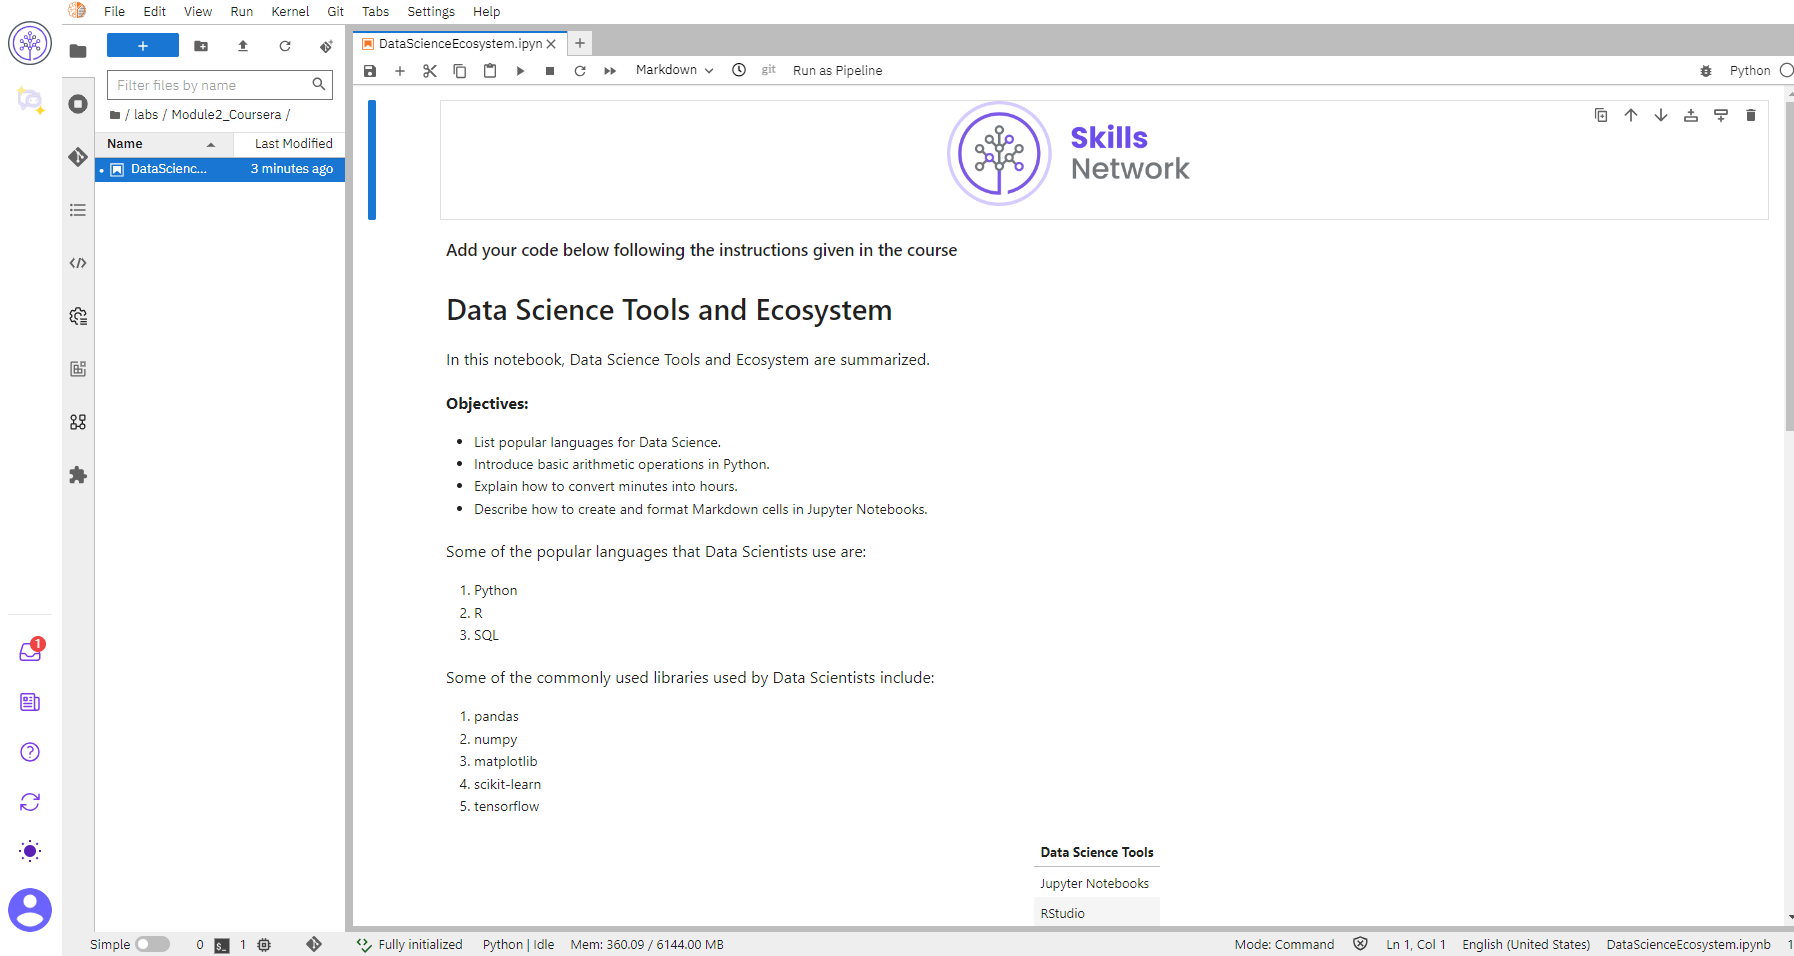 File Edit View Run Kernel Git Tabs Settings Help
DataScienceEcosystem.ipyn
Filter files by name
Markdown
git
Run as Pipeline
Python
/ labs / Module2_Coursera /
Name Last Modified
DataScienc... 3 minutes ago
Skills
Network
Add your code below following the instructions given in the course
Data Science Tools and Ecosystem
In this notebook, Data Science Tools and Ecosystem are summarized.
Objectives:
• List popular languages for Data Science.
• Introduce basic arithmetic operations in Python.
• Explain how to convert minutes into hours.
• Describe how to create and format Markdown cells in Jupyter Notebooks.
Some of the popular languages that Data Scientists use are:
1. Python
2. R
3. SQL
Some of the commonly used libraries used by Data Scientists include:
1. pandas
2. numpy
3. matplotlib
4. scikit-learn
5. tensorflow
Data Science Tools
Jupyter Notebooks
RStudio
1
Simple 0 1 Fully initialized Python | Idle Mem: 360.09 / 6144.00 MB Mode: Command Ln 1, Col 1 English (United States) DataScienceEcosystem.ipynb 1